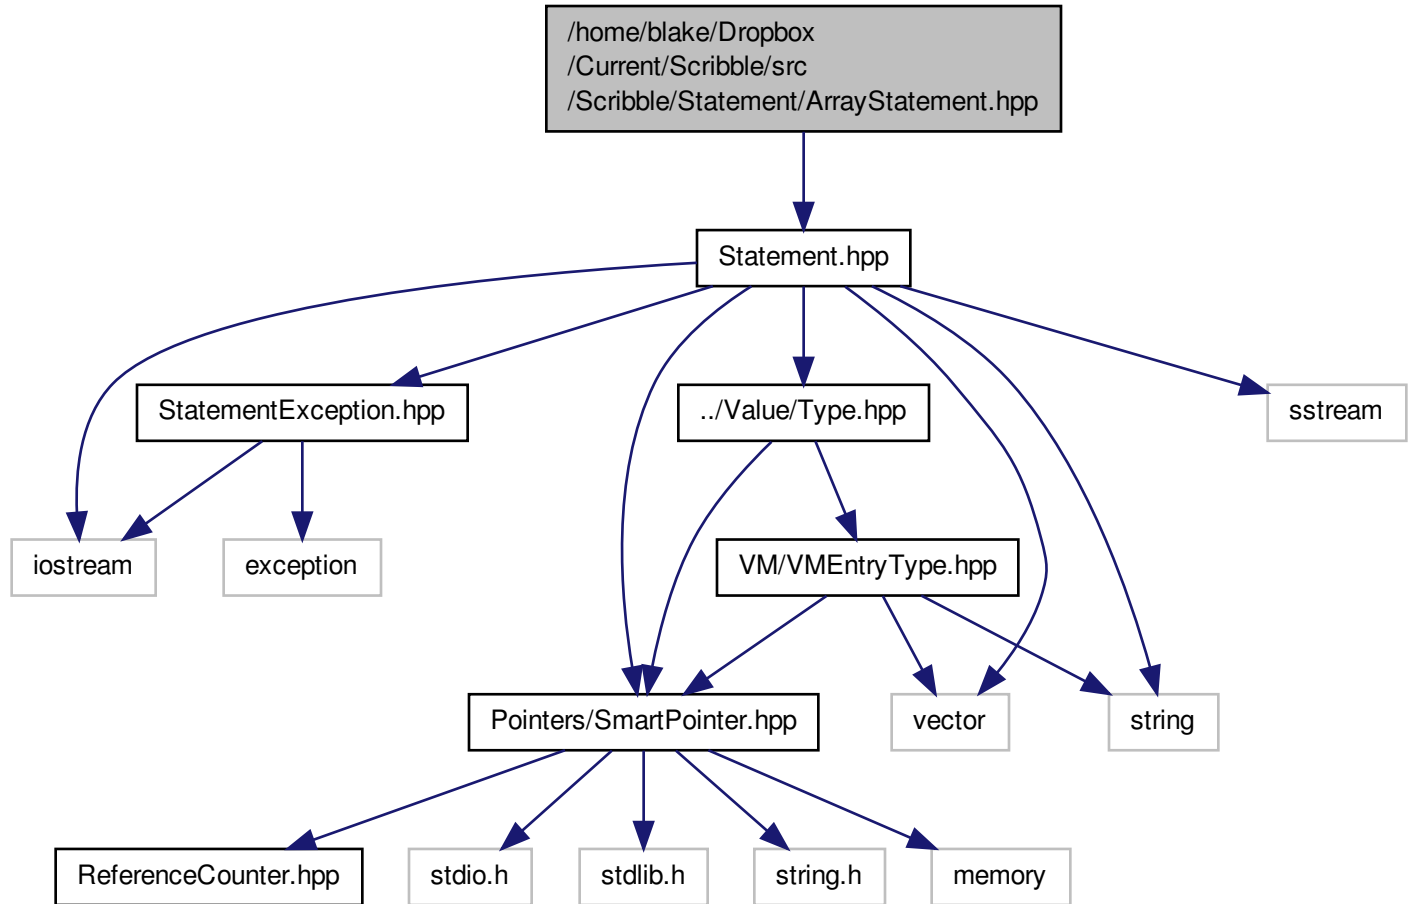 /home/blake/Dropbox
/Current/Scribble/src
/Scribble/Statement/ArrayStatement.hpp
Statement.hpp
StatementException.hpp
../Value/Type.hpp
sstream
iostream
exception
VM/VMEntryType.hpp
Pointers/SmartPointer.hpp
vector
string
ReferenceCounter.hpp
stdio.h
stdlib.h
string.h
memory